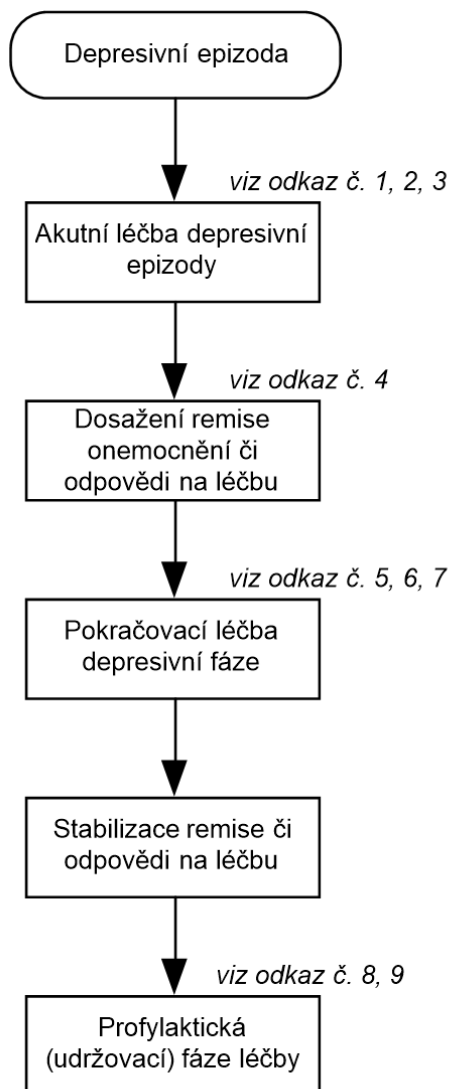 Depresivní epizoda
viz odkaz č. 1, 2, 3
Akutní léčba depresivní
epizody
viz odkaz č. 4
Dosažení remise
onemocnění či
odpovědi na léčbu
viz odkaz č. 5, 6, 7
Pokračovací léčba
depresivní fáze
Stabilizace remise či
odpovědi na léčbu
viz odkaz č. 8, 9
Profylaktická
(udržovací) fáze léčby